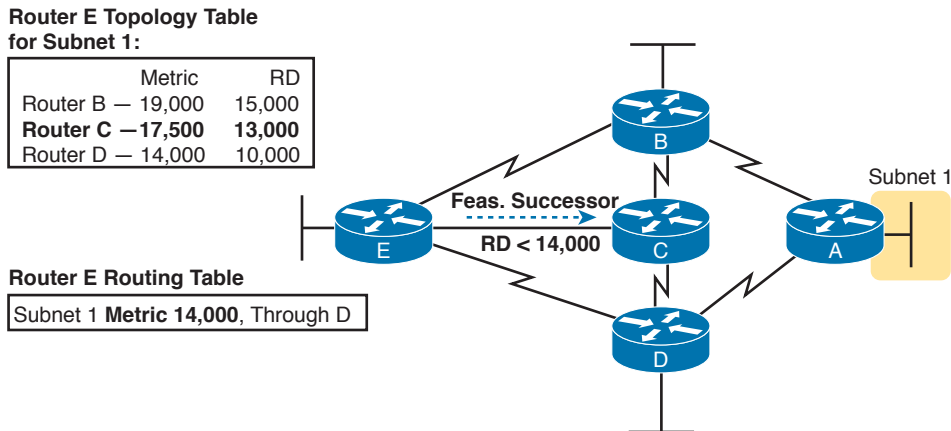 Router E Topology Table
for Subnet 1:
Metric RD
Router B — 19,000 15,000
Router C —17,500 13,000
Router D — 14,000 10,000
B
Subnet 1
Feas. Successor
E
C
A
RD < 14,000
Router E Routing Table
Subnet 1 Metric 14,000, Through D
D